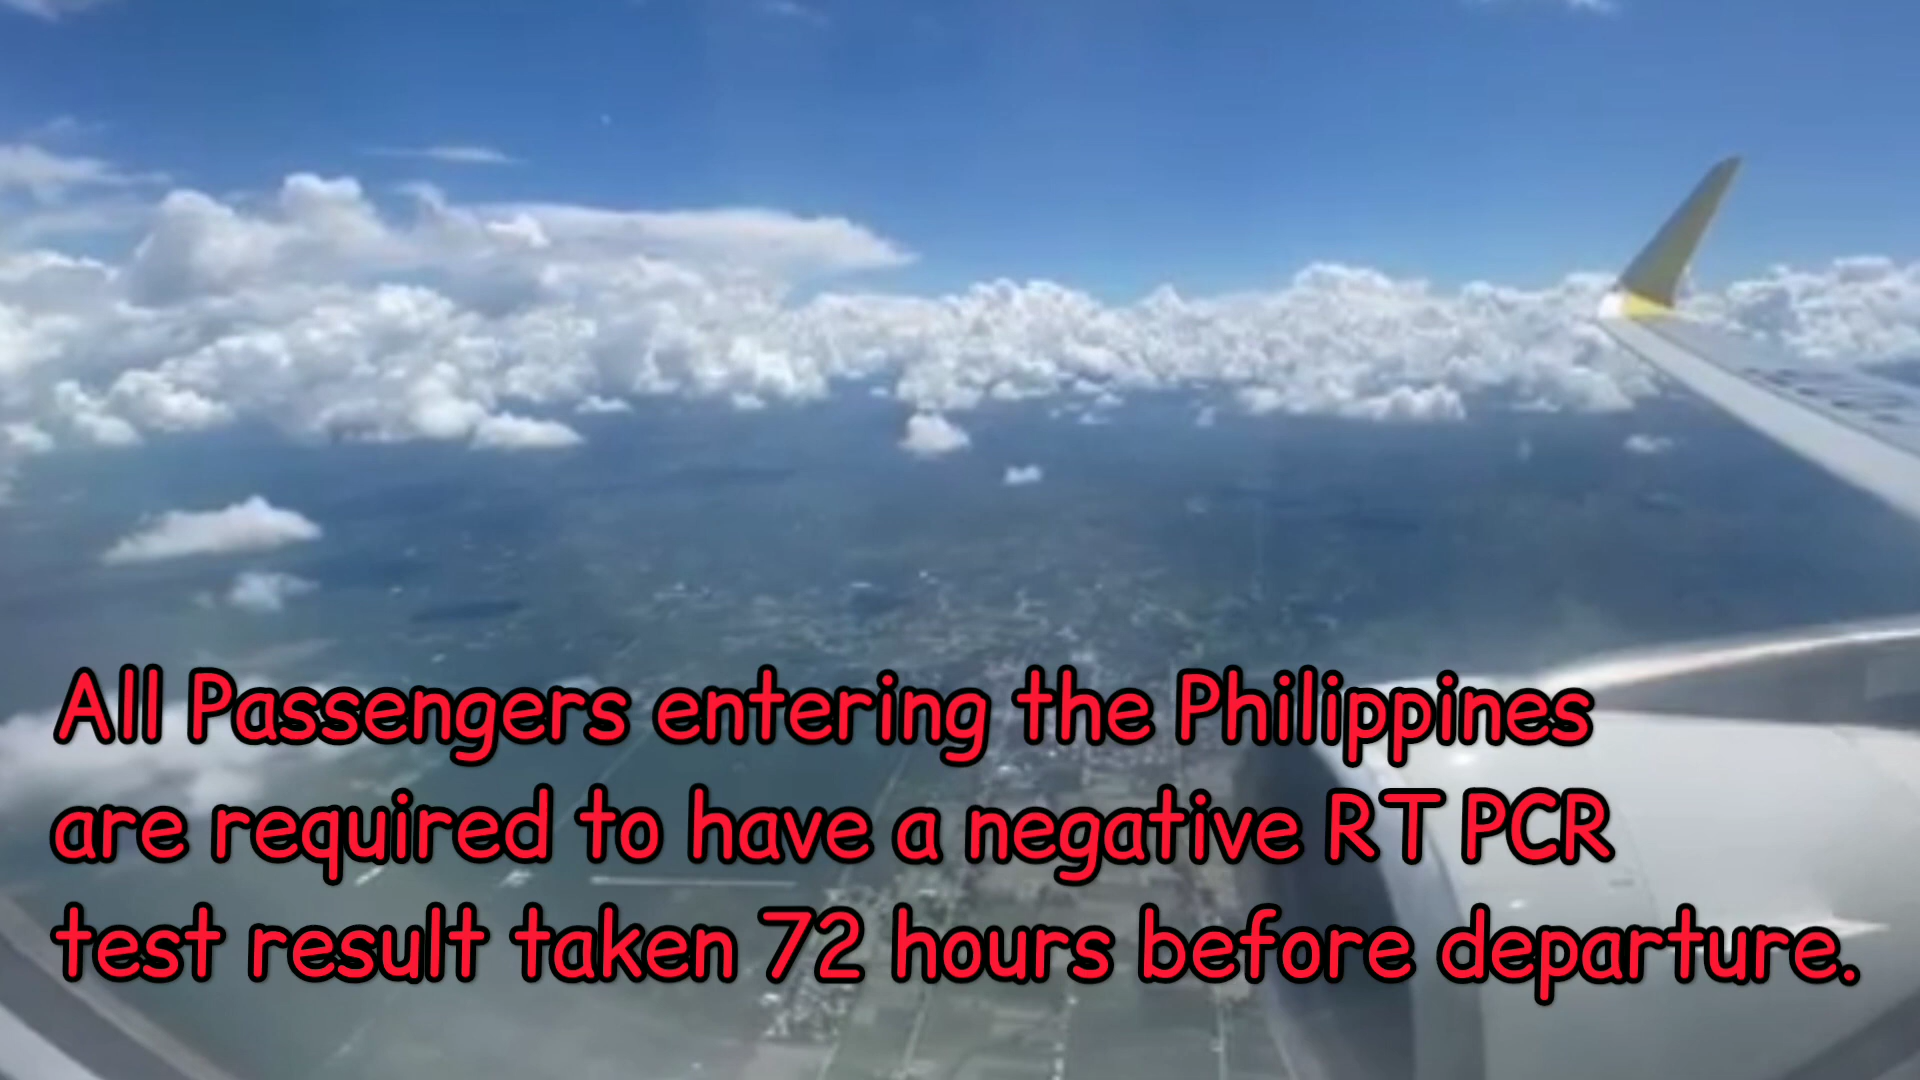 All Passengers entering the Philippines
are required to have a negative RT PCR
test result taken 72 hours before departure.